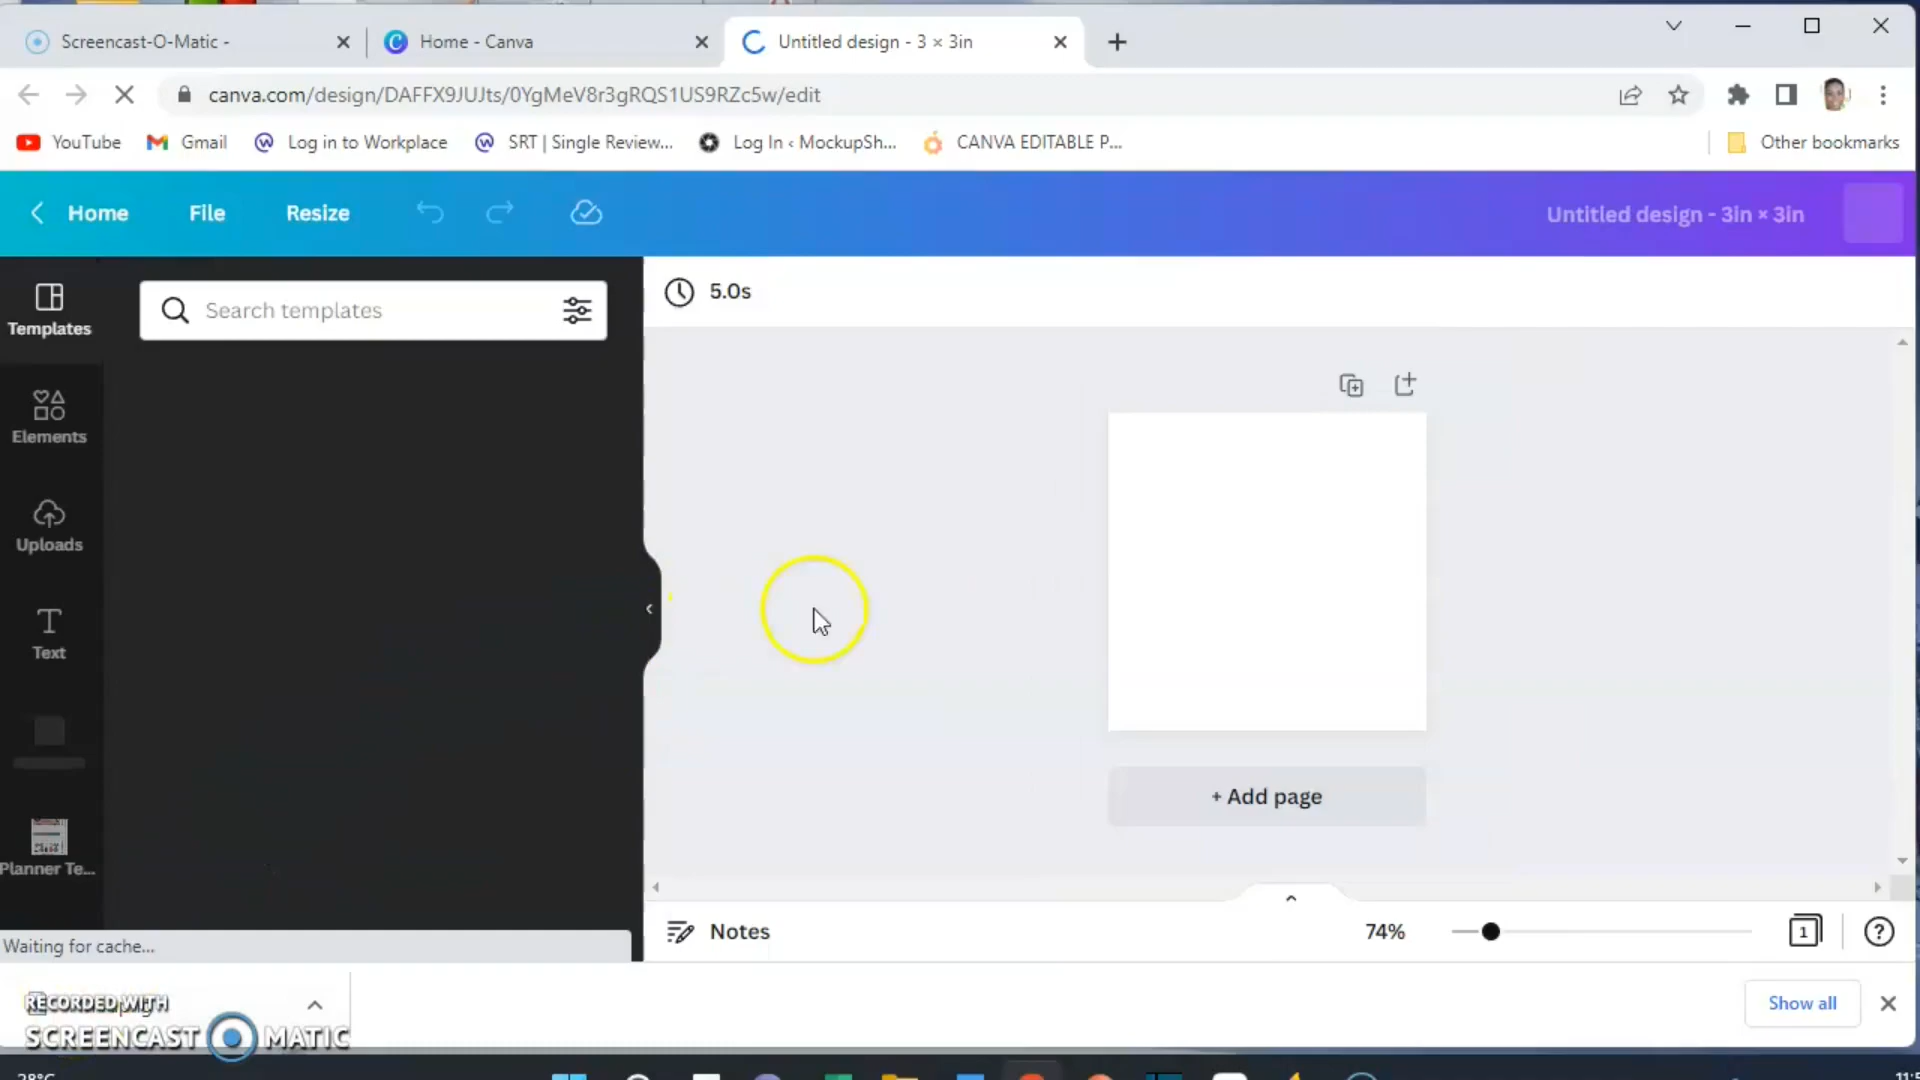 Screencast-O-Matic -
Home - Canva
Untitled design - 3 × 3in
canva.com/design/DAFFX9JUJts/0YgMeV8r3gRQS1US9RZc5w/edit
YouTube
Gmail
Log in to Workplace
SRT | Single Review...
Log In ‹ MockupSh...
CANVA EDITABLE P...
Other bookmarks
Home
File
Resize
Untitled design - 3in × 3in
Templates
Search templates
5.0s
Elements
Uploads
Text
Planner Te...
+ Add page
Notes
74%
1
?
Waiting for cache...
RECORDED WITH
SCREENCAST MATIC
Show all
28°C